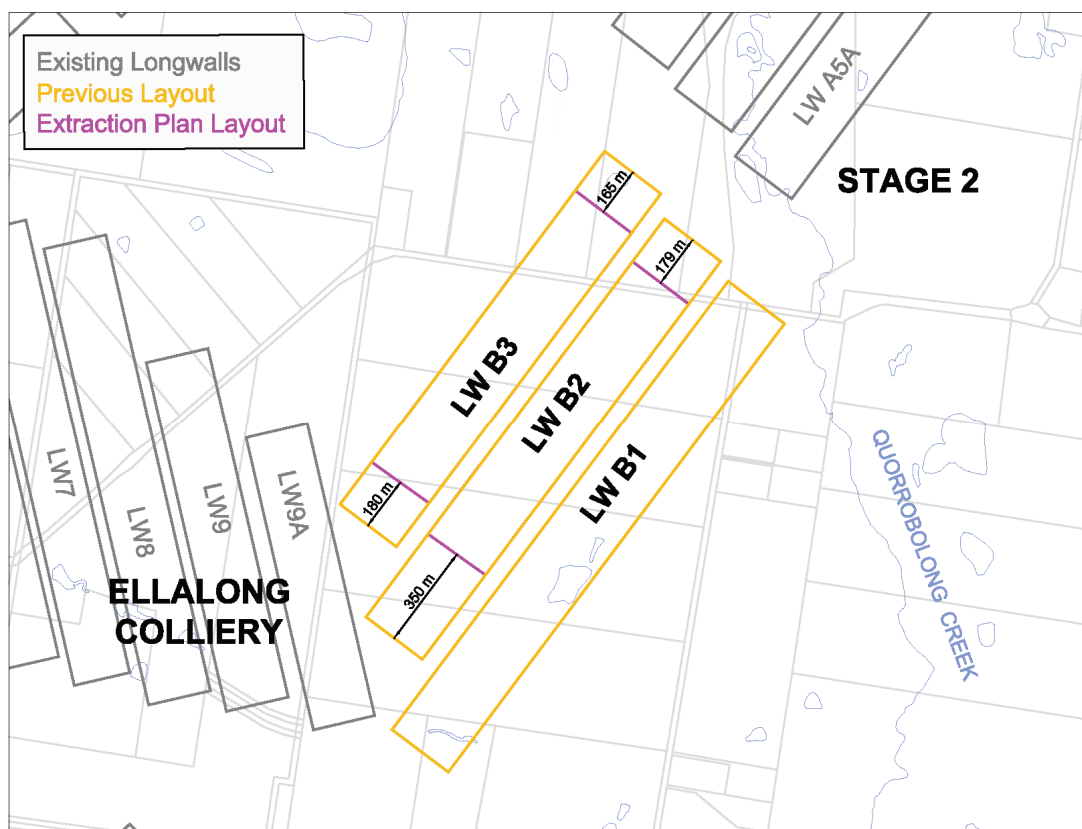 Existing Longwalls
Previous Layout
Extraction Plan Layout
LW A5A
STAGE 2
165 m
179 m
LW B3
LW B2
LW B1
180 m
350 m
LW7
LW8
LW9
LW9A
ELLALONG
COLLIERY
QUORROBOLONG CREEK